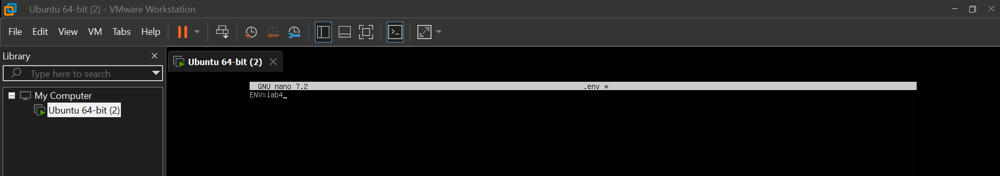 Ubuntu 64-bit (2) - VMware Workstation
File Edit View VM Tabs Help
Library
Ubuntu 64-bit (2)
Type here to search
GNU nano 7.2 .env *
ENV=lab4_
My Computer
Ubuntu 64-bit (2)